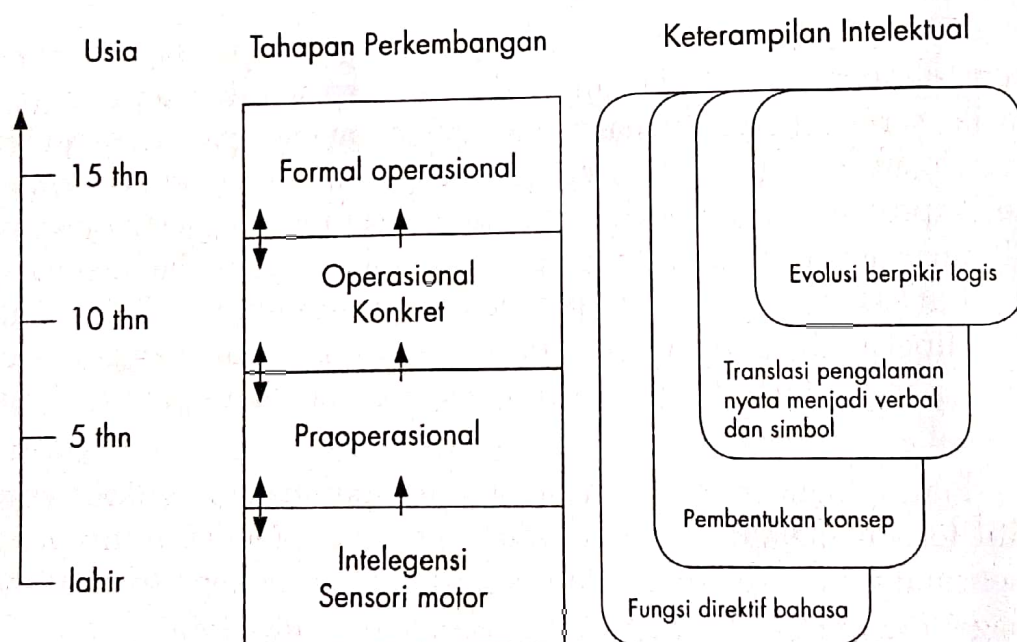 Usia
Tahapan Perkembangan
Keterampilan Intelektual
15 thn
10 thn
5 thn
lahir
Formal operasional
Operasional
Konkret
Praoperasional
Intelegensi
Sensori motor
Evolusi berpikir logis
Translasi pengalaman
nyata menjadi verbal
dan simbol
Pembentukan konsep
Fungsi direktif bahasa